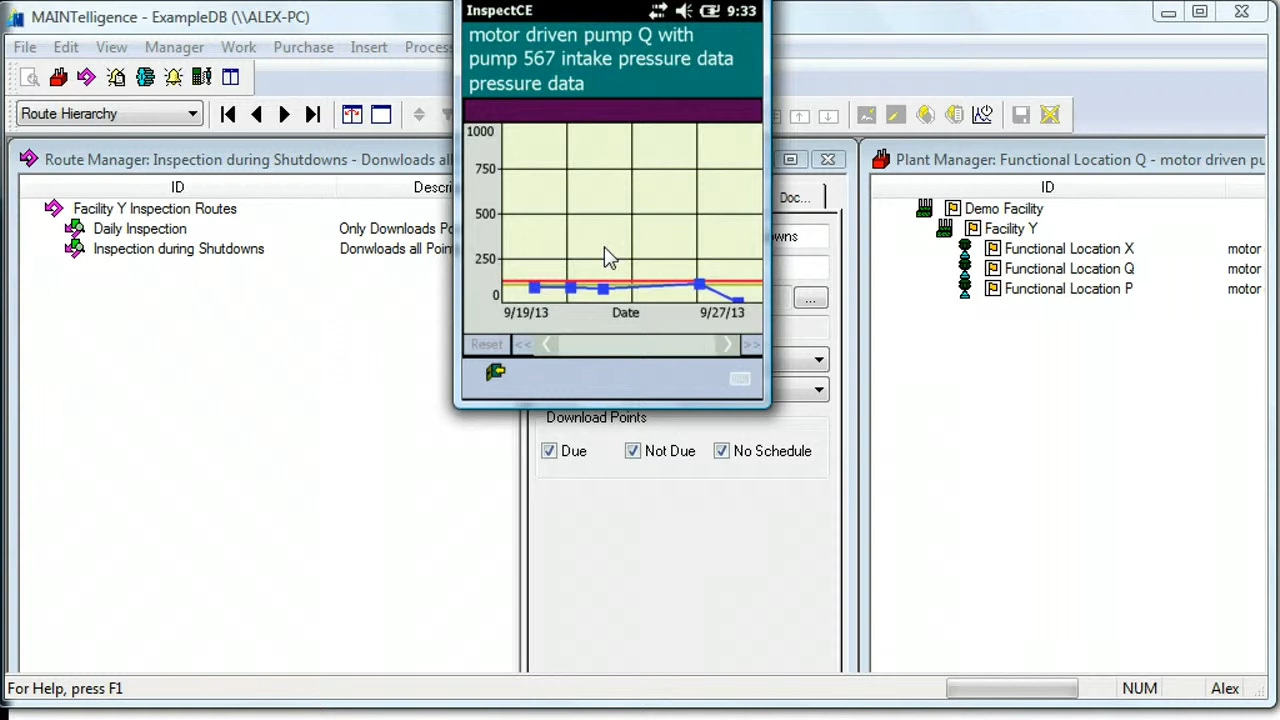 MAINTelligence - ExampleDB (\\ALEX-PC)
File Edit View Manager Work Purchase Insert Process
Route Hierarchy
Route Manager: Inspection during Shutdowns - Donwloads all
ID
Descri
Facility Y Inspection Routes
Daily Inspection
Only Downloads Po
Inspection during Shutdowns
Donwloads all Poin
InspectCE
9:33
motor driven pump Q with
pump 567 intake pressure data
pressure data
1000
750
500
250
0
9/19/13
Date
9/27/13
Reset
<<
>>
Doc...
wns
...
Download Points
Due
Not Due
No Schedule
Plant Manager: Functional Location Q - motor driven pu
ID
Demo Facility
Facility Y
Functional Location X
motor
Functional Location Q
motor
Functional Location P
motor
For Help, press F1
NUM
Alex